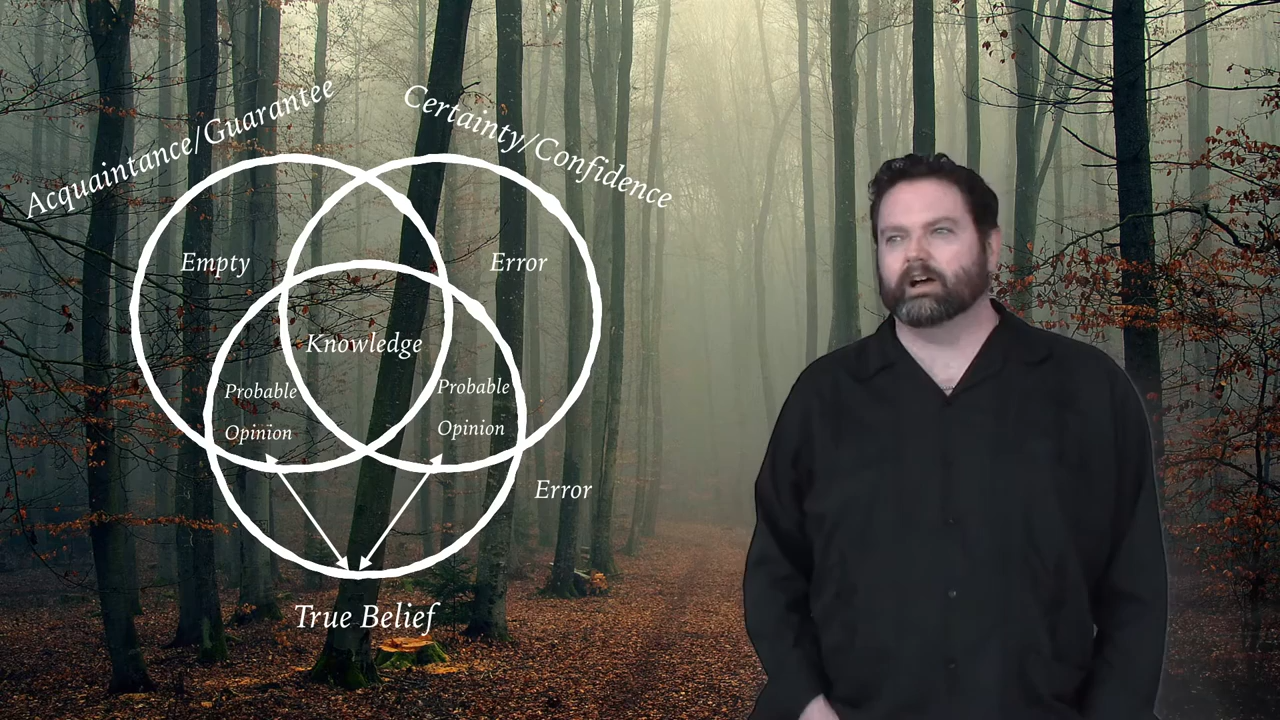 Acquaintance/Guarantee
Certainty/Confidence
Empty
Error
Knowledge
Probable
Opinion
Probable
Opinion
Error
True Belief